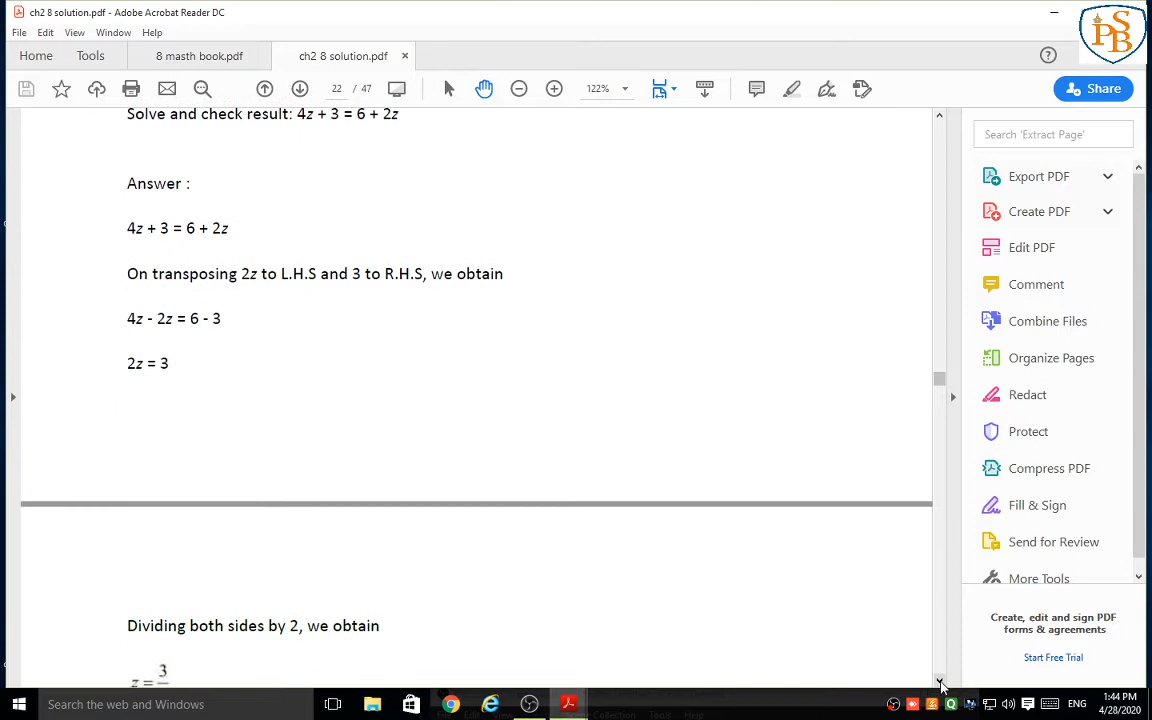 ch2 8 solution.pdf - Adobe Acrobat Reader DC
PSB
File Edit View Window Help
Home Tools 8 masth book.pdf ch2 8 solution.pdf ×
22 / 47 122% Share
Solve and check result: 4z + 3 = 6 + 2z
Answer :
4z + 3 = 6 + 2z
On transposing 2z to L.H.S and 3 to R.H.S, we obtain
4z - 2z = 6 - 3
2z = 3
Dividing both sides by 2, we obtain
z = 3
Search 'Extract Page'
Export PDF
Create PDF
Edit PDF
Comment
Combine Files
Organize Pages
Redact
Protect
Compress PDF
Fill & Sign
Send for Review
More Tools
Create, edit and sign PDF
forms & agreements
Start Free Trial
Search the web and Windows
ENG
1:44 PM
4/28/2020